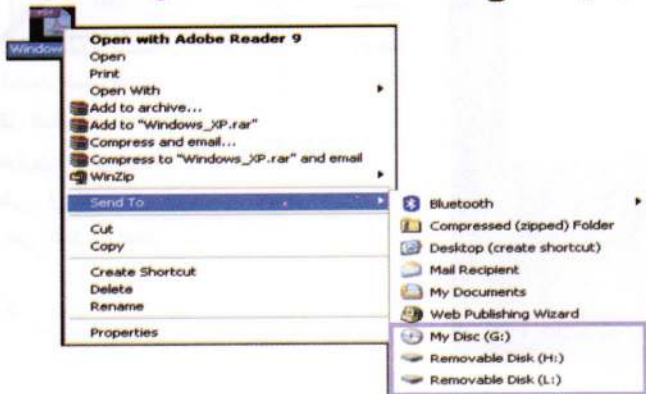 Window
Open with Adobe Reader 9
Open
Print
Open With
Add to archive...
Add to "Windows_XP.rar"
Compress and email...
Compress to "Windows_XP.rar" and email
WinZip
Send To
Cut
Copy
Create Shortcut
Delete
Rename
Properties
Bluetooth
Compressed (zipped) Folder
Desktop (create shortcut)
Mail Recipient
My Documents
Web Publishing Wizard
My Disc (G:)
Removable Disk (H:)
Removable Disk (L:)